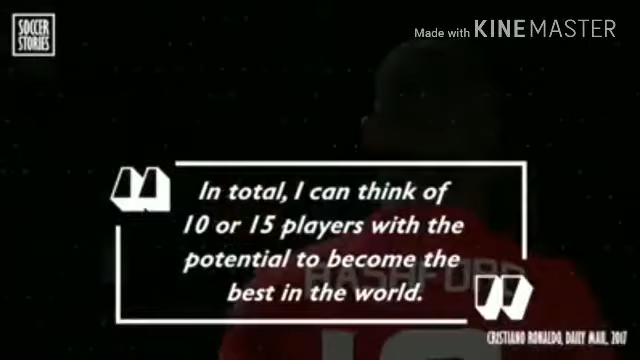 SOCCER
STORIES
Made with KINEMASTER
In total, I can think of
10 or 15 players with the
potential to become the
best in the world.
RASHFORD
CRISTIANO RONALDO, DAILY MAIL, 2017